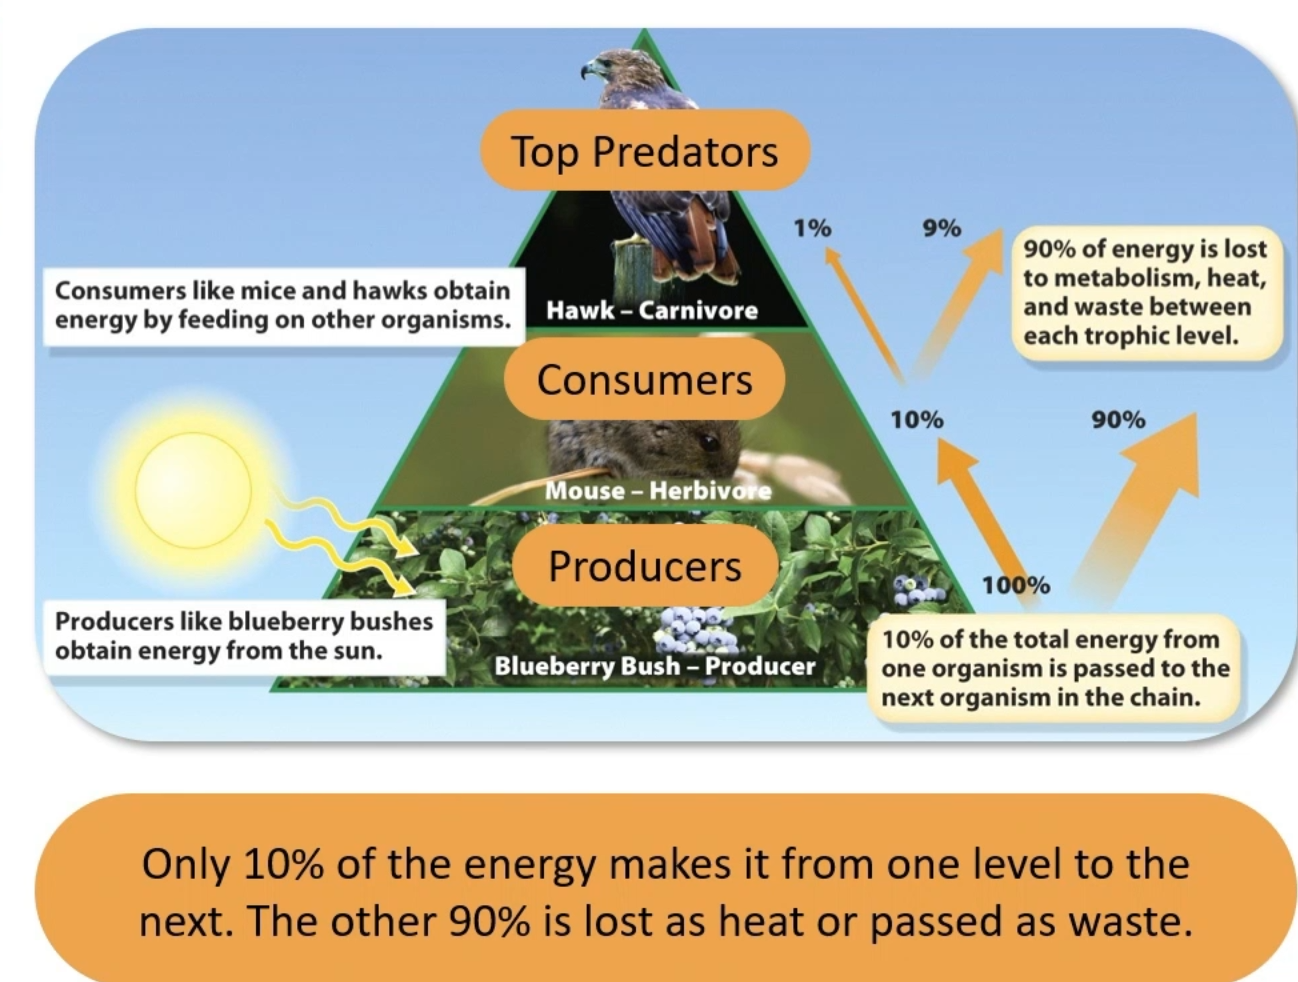 Top Predators
1%
9%
90% of energy is lost
to metabolism, heat,
and waste between
each trophic level.
Consumers like mice and hawks obtain
energy by feeding on other organisms.
Hawk – Carnivore
Consumers
10%
90%
Mouse – Herbivore
Producers
100%
Producers like blueberry bushes
obtain energy from the sun.
Blueberry Bush – Producer
10% of the total energy from
one organism is passed to the
next organism in the chain.
Only 10% of the energy makes it from one level to the
next. The other 90% is lost as heat or passed as waste.